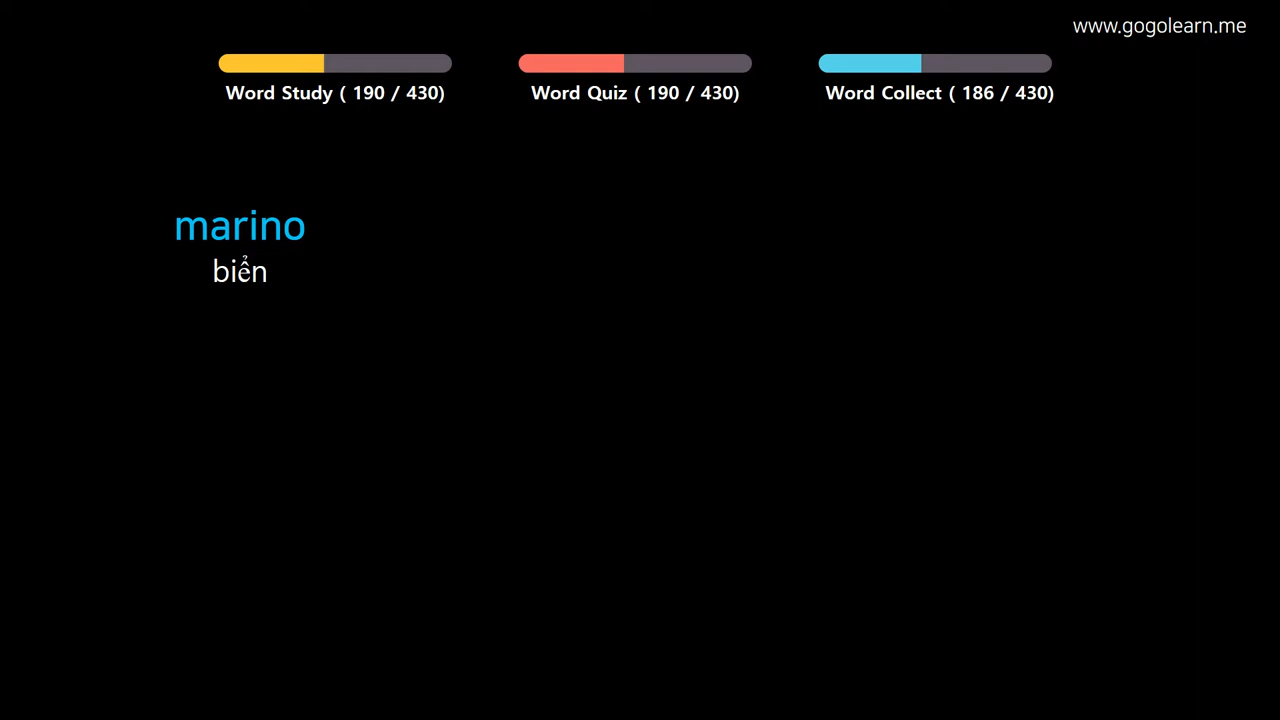 www.gogolearn.me
Word Study ( 190 / 430)
Word Quiz ( 190 / 430)
Word Collect ( 186 / 430)
marino
biển